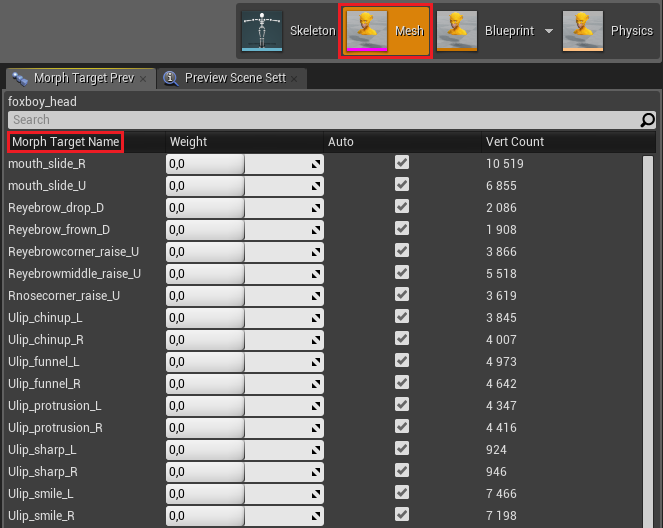 Skeleton Mesh Blueprint Physics
Morph Target Prev Preview Scene Sett
foxboy_head
Search
Morph Target Name Weight Auto Vert Count
mouth_slide_R 0,0 10 519
mouth_slide_U 0,0 6 855
Reyebrow_drop_D 0,0 2 086
Reyebrow_frown_D 0,0 1 908
Reyebrowcorner_raise_U 0,0 3 866
Reyebrowmiddle_raise_U 0,0 5 518
Rnosecorner_raise_U 0,0 3 619
Ulip_chinup_L 0,0 3 845
Ulip_chinup_R 0,0 4 007
Ulip_funnel_L 0,0 4 973
Ulip_funnel_R 0,0 4 642
Ulip_protrusion_L 0,0 4 347
Ulip_protrusion_R 0,0 4 416
Ulip_sharp_L 0,0 924
Ulip_sharp_R 0,0 946
Ulip_smile_L 0,0 7 466
Ulip_smile_R 0,0 7 198